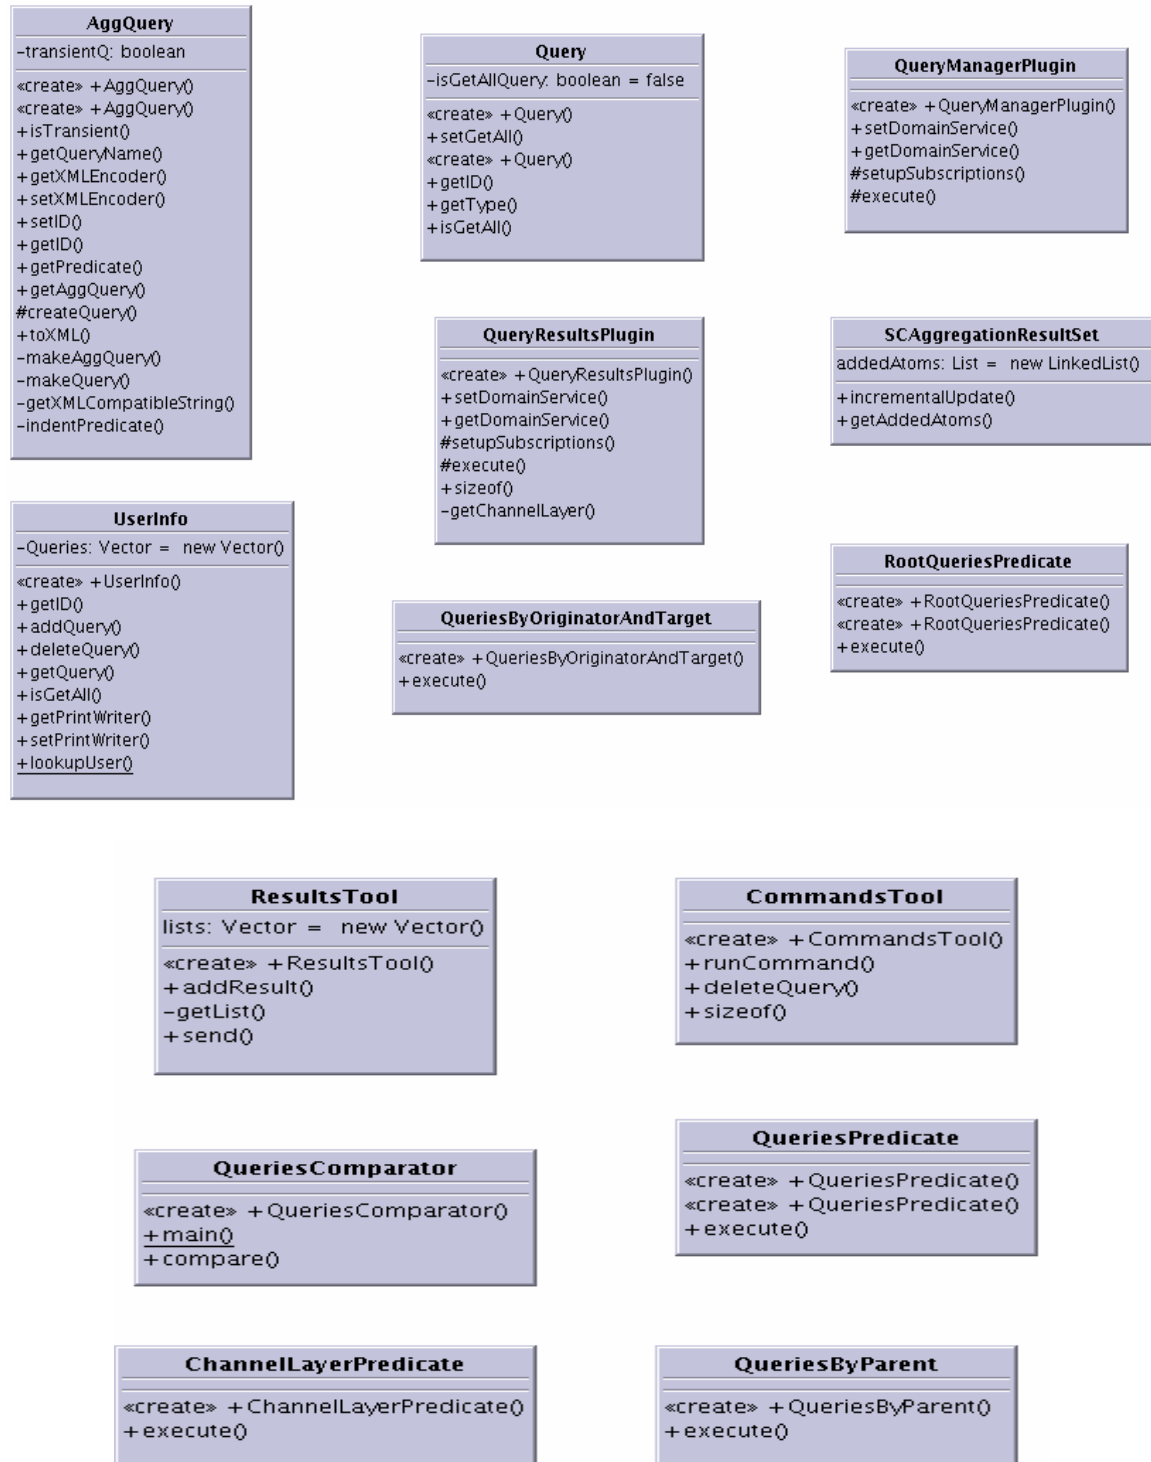 AggQuery
-transientQ: boolean
«create» +AggQuery()
«create» +AggQuery()
+isTransient()
+getQueryName()
+getXMLEncoder()
+setXMLEncoder()
+setID()
+getID()
+getPredicate()
+getAggQuery()
#createQuery()
+toXML()
-makeAggQuery()
-makeQuery()
-getXMLCompatibleString()
-indentPredicate()
Query
-isGetAllQuery: boolean = false
«create» +Query()
+setGetAll()
«create» +Query()
+getID()
+getType()
+isGetAll()
QueryManagerPlugin
«create» +QueryManagerPlugin()
+setDomainService()
+getDomainService()
#setupSubscriptions()
#execute()
QueryResultsPlugin
«create» +QueryResultsPlugin()
+setDomainService()
+getDomainService()
#setupSubscriptions()
#execute()
+sizeof()
-getChannelLayer()
SCAggregationResultSet
addedAtoms: List = new LinkedList()
+incrementalUpdate()
+getAddedAtoms()
UserInfo
-Queries: Vector = new Vector()
«create» +UserInfo()
+getID()
+addQuery()
+deleteQuery()
+getQuery()
+isGetAll()
+getPrintWriter()
+setPrintWriter()
+lookupUser()
QueriesByOriginatorAndTarget
«create» +QueriesByOriginatorAndTarget()
+execute()
RootQueriesPredicate
«create» +RootQueriesPredicate()
«create» +RootQueriesPredicate()
+execute()
ResultsTool
lists: Vector = new Vector()
«create» +ResultsTool()
+addResult()
-getList()
+send()
CommandsTool
«create» +CommandsTool()
+runCommand()
+deleteQuery()
+sizeof()
QueriesComparator
«create» +QueriesComparator()
+main()
+compare()
QueriesPredicate
«create» +QueriesPredicate()
«create» +QueriesPredicate()
+execute()
ChannelLayerPredicate
«create» +ChannelLayerPredicate()
+execute()
QueriesByParent
«create» +QueriesByParent()
+execute()